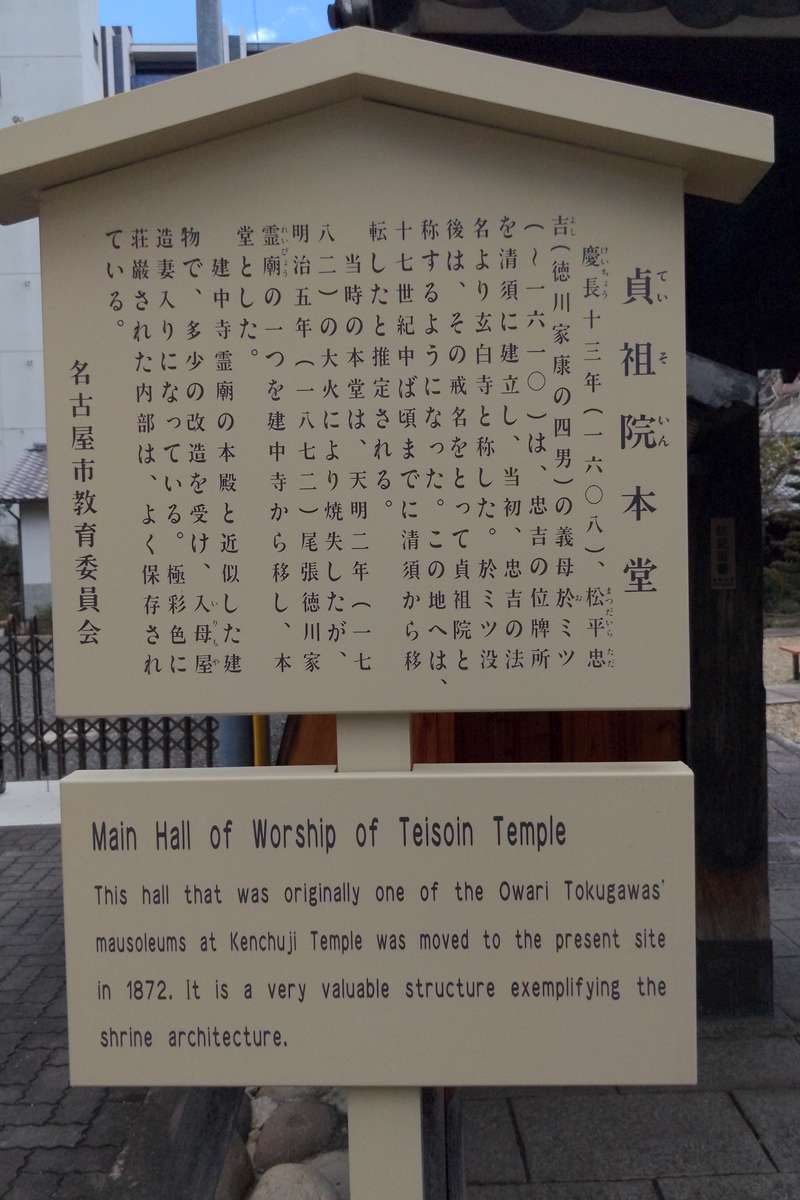 貞祖院本堂
慶長十三年(一六〇八)、松平忠
吉(徳川家康の四男)の義母於ミツ
(〜一六一〇)は、忠吉の位牌所
を清須に建立し、当初、忠吉の法
名より玄白寺と称した。於ミツ没
後は、その戒名をとって貞祖院と
称するようになった。この地へは、
十七世紀中ば頃までに清須から移
転したと推定される。
当時の本堂は、天明二年(一七
八二)の大火により焼失したが、
明治五年(一八七二)尾張徳川家
霊廟の一つを建中寺から移し、本
堂とした。
建中寺霊廟の本殿と近似した建
物で、多少の改造を受け、入母屋
造妻入りになっている。極彩色に
荘厳された内部は、よく保存され
ている。
名古屋市教育委員会
Main Hall of Worship of Teisoin Temple
This hall that was originally one of the Owari Tokugawas'
mausoleums at Kenchuji Temple was moved to the present site
in 1872. It is a very valuable structure exemplifying the
shrine architecture.